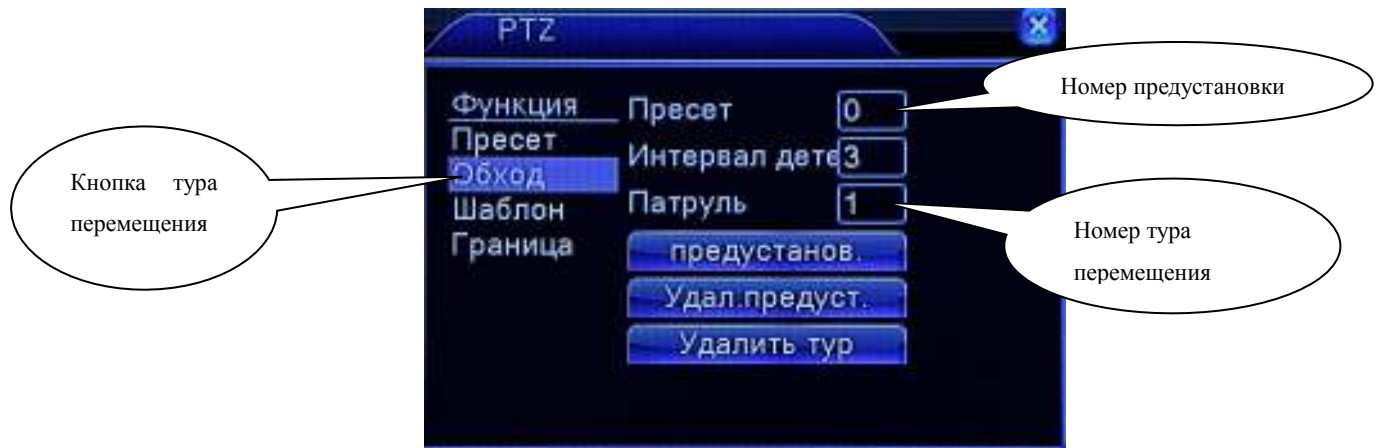 PTZ
Номер предустановки
Функция
Пресет
0
Пресет
Интервал дете
3
Кнопка тура
перемещения
Обход
Патруль
1
Шаблон
Номер тура
перемещения
Граница
предустанов.
Удал.предуст.
Удалить тур